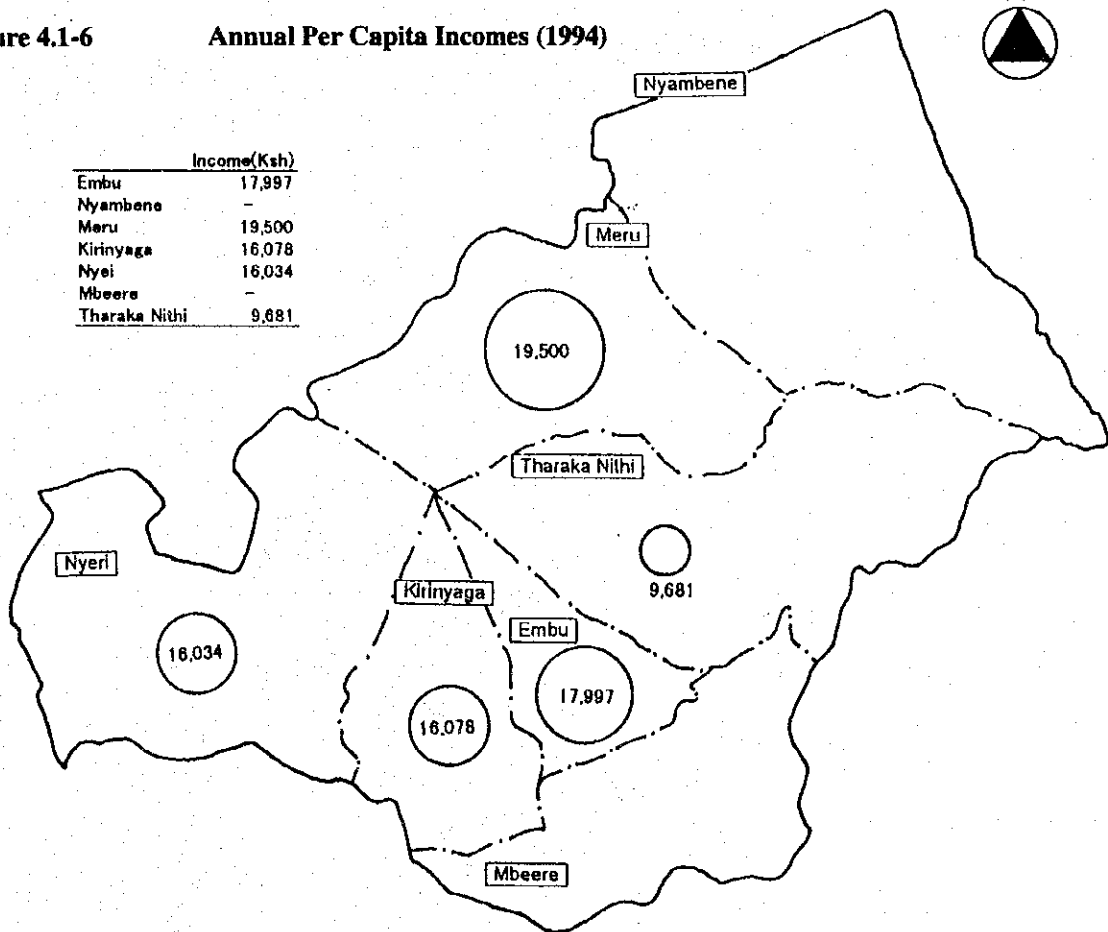 ure 4.1-6 Annual Per Capita Incomes (1994)
Nyambene
Income(Ksh)
Embu 17,997
Nyambene -
Meru 19,500
Kirinyaga 16,078
Nyei 16,034
Mbeere -
Tharaka Nithi 9,681
Meru
19,500
Tharaka Nithi
Nyeri
9,681
Kirinyaga
Embu
16,034
17,997
16,078
Mbeere